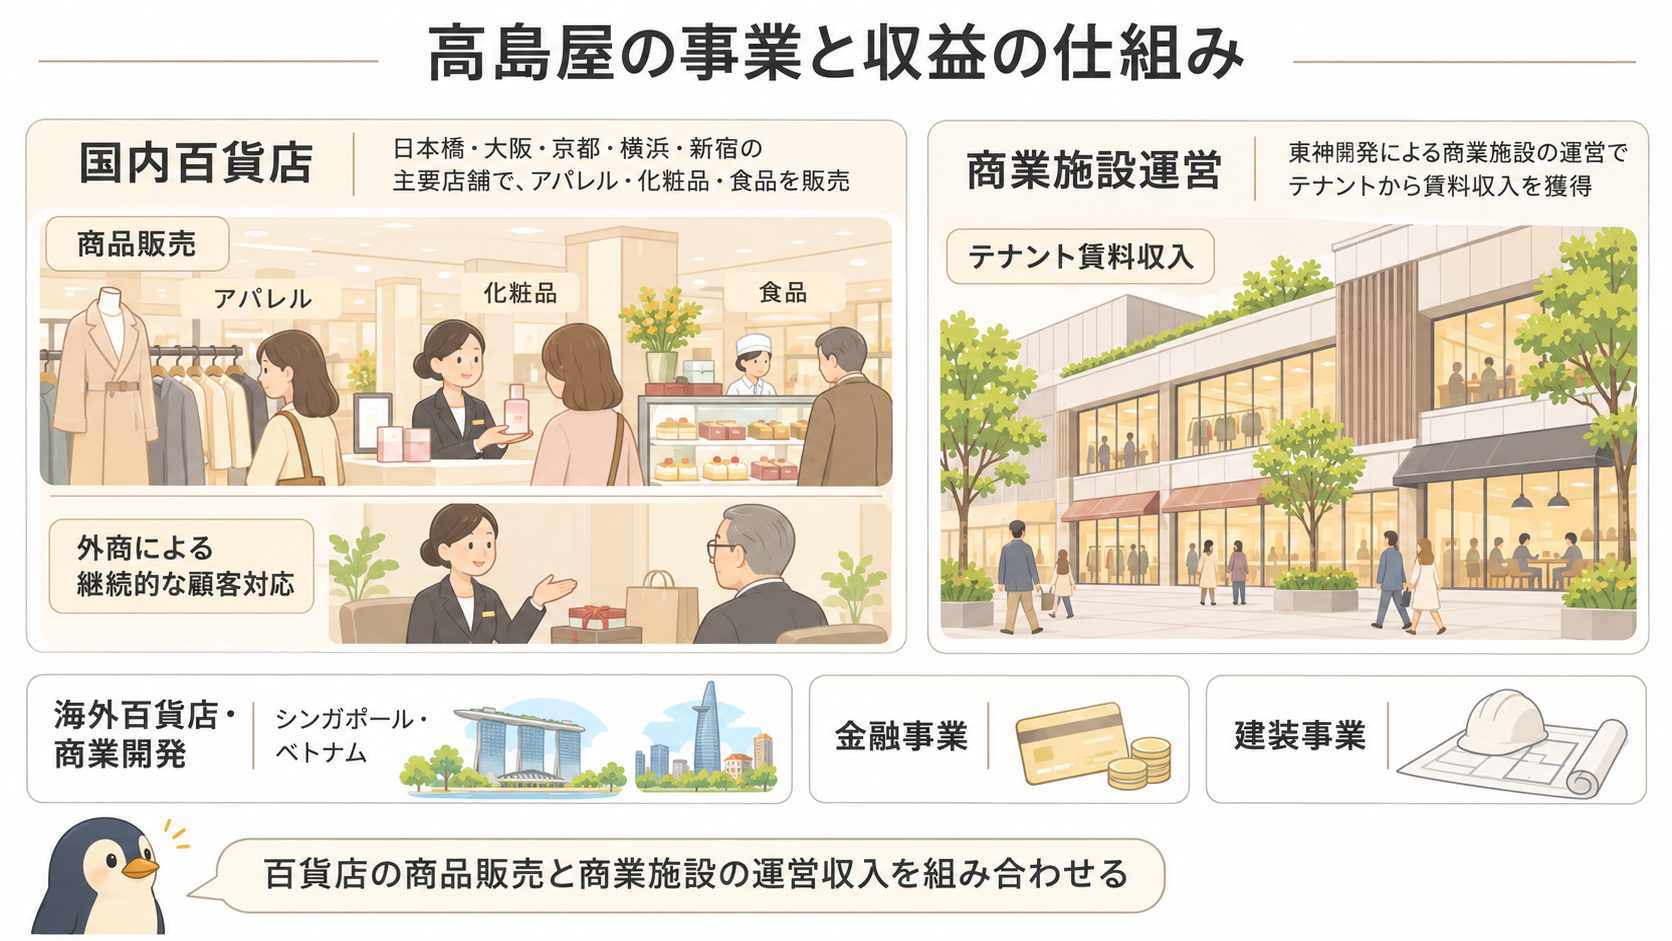 高島屋の事業と収益の仕組み
国内百貨店
日本橋・大阪・京都・横浜・新宿の
主要店舗で、アパレル・化粧品・食品を販売
商品販売
アパレル
化粧品
食品
外商による
継続的な顧客対応
商業施設運営
東神開発による商業施設の運営で
テナントから賃料収入を獲得
テナント賃料収入
海外百貨店・
商業開発
シンガポール・
ベトナム
金融事業
建装事業
百貨店の商品販売と商業施設の運営収入を組み合わせる